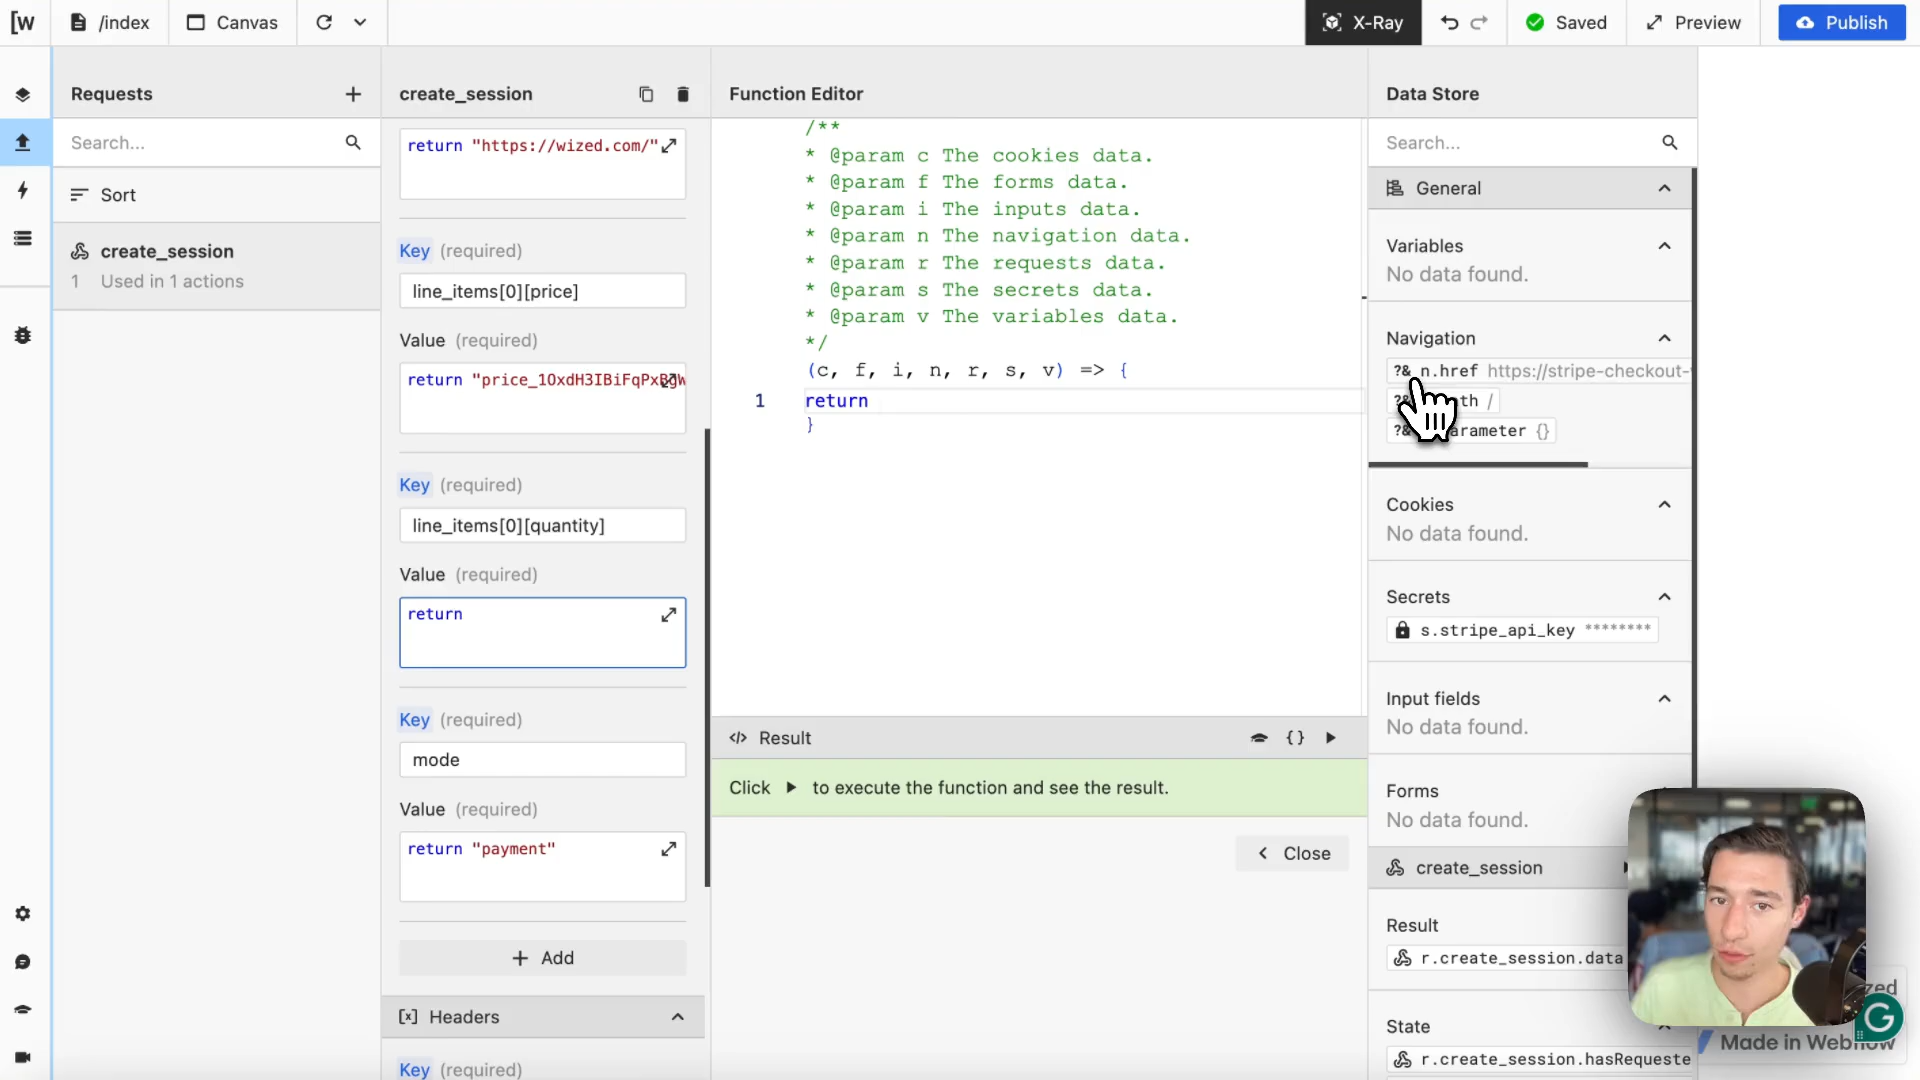 [w
/index
Canvas
X-Ray
Saved
Preview
Publish
Requests
Search...
Sort
create_session
1 Used in 1 actions
create_session
return "https://wized.com/"
Key (required)
line_items[0][price]
Value (required)
return "price_1OxdH3IBiFqPxBgW
Key (required)
line_items[0][quantity]
Value (required)
return
Key (required)
mode
Value (required)
return "payment"
+ Add
[x] Headers
Key (required)
Function Editor
/**
* @param c The cookies data.
* @param f The forms data.
* @param i The inputs data.
* @param n The navigation data.
* @param r The requests data.
* @param s The secrets data.
* @param v The variables data.
*/
(c, f, i, n, r, s, v) => {
1 return
}
</> Result
{}
Click ▶ to execute the function and see the result.
< Close
Data Store
Search...
General
Variables
No data found.
Navigation
?& n.href https://stripe-checkout-
/
?& {}
Cookies
No data found.
Secrets
s.stripe_api_key ********
Input fields
No data found.
Forms
No data found.
create_session
Result
r.create_session.data
State
r.create_session.hasRequeste
G
Made in Webflow